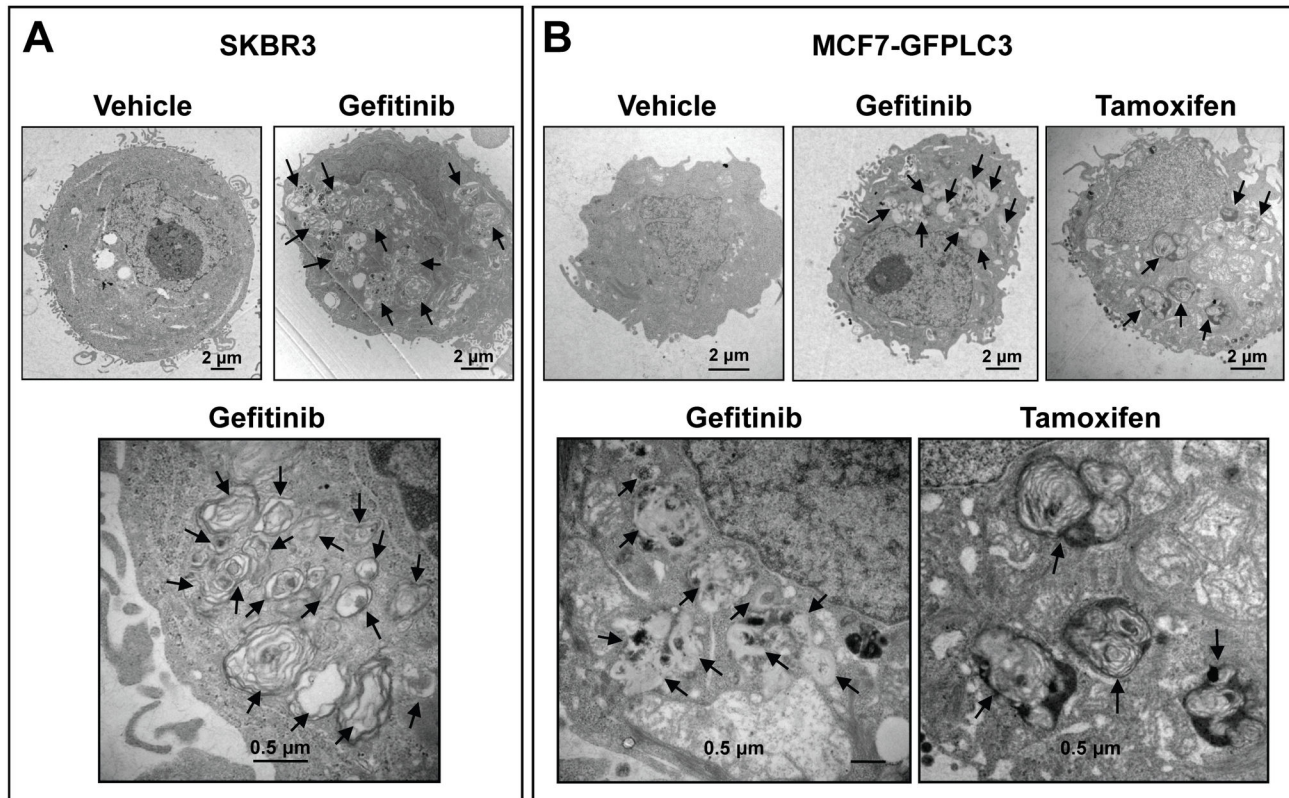 A
SKBR3
Vehicle
Gefitinib
2 µm
2 µm
Gefitinib
0.5 µm
B
MCF7-GFPLC3
Vehicle
Gefitinib
Tamoxifen
2 µm
2 µm
2 µm
Gefitinib
Tamoxifen
0.5 µm
0.5 µm